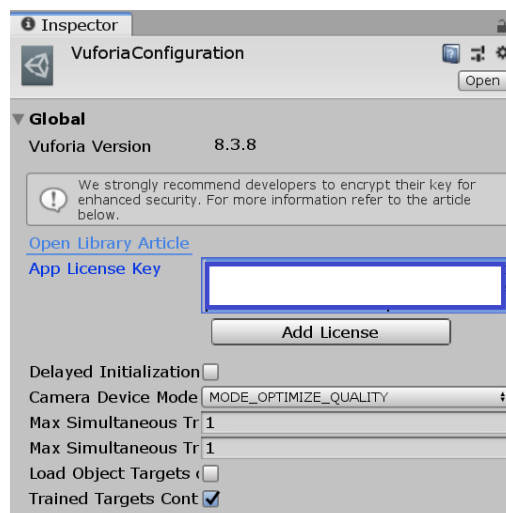 Inspector
VuforiaConfiguration
Open
Global
Vuforia Version 8.3.8
We strongly recommend developers to encrypt their key for
enhanced security. For more information refer to the article
below.
Open Library Article
App License Key
Add License
Delayed Initialization
Camera Device Mode MODE_OPTIMIZE_QUALITY
Max Simultaneous Tr 1
Max Simultaneous Tr 1
Load Object Targets
Trained Targets Cont